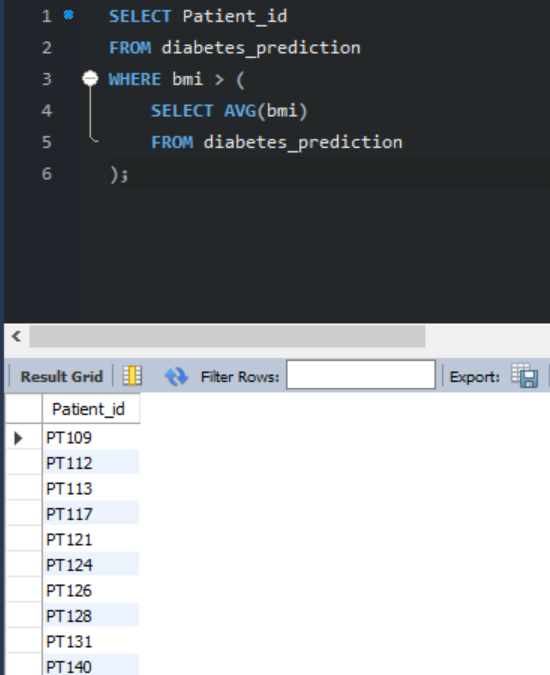 1 SELECT Patient_id
2 FROM diabetes_prediction
3 WHERE bmi > (
4 SELECT AVG(bmi)
5 FROM diabetes_prediction
6 );
Result Grid Filter Rows: Export:
Patient_id
PT109
PT112
PT113
PT117
PT121
PT124
PT126
PT128
PT131
PT140